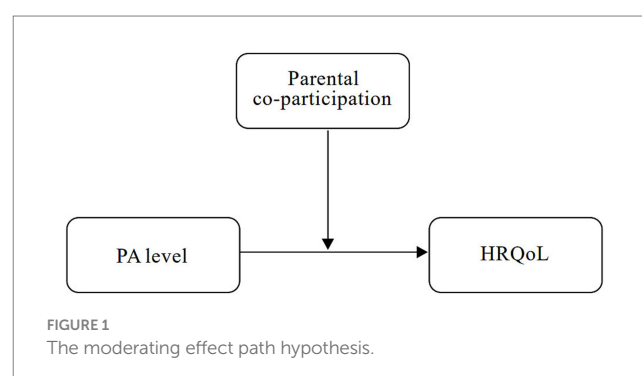 Parental
co-participation
PA level
HRQoL
FIGURE 1
The moderating effect path hypothesis.